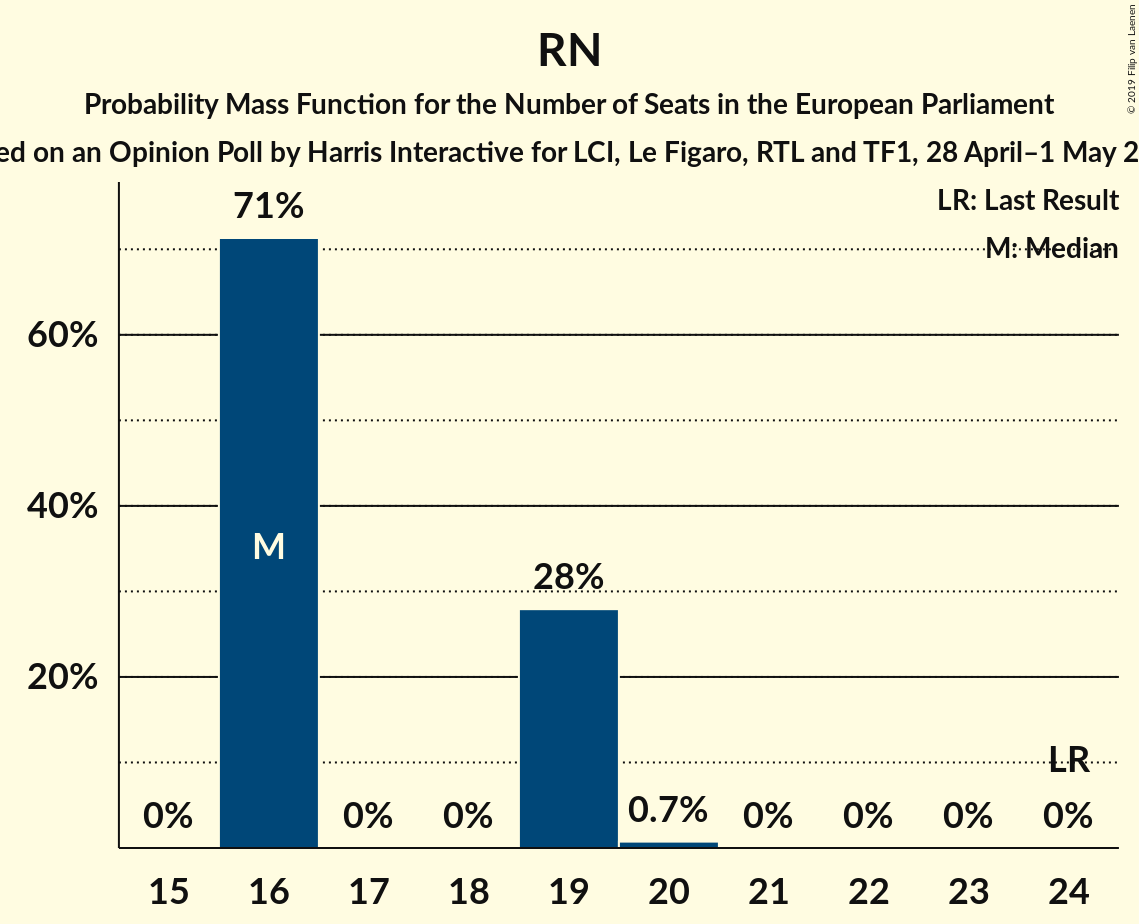 RN
Probability Mass Function for the Number of Seats in the European Parliament
ed on an Opinion Poll by Harris Interactive for LCI, Le Figaro, RTL and TF1, 28 April–1 May 2
© 2019 Filip van Laenen
LR: Last Result
M: Median
71%
60%
40%
20%
M
28%
LR
0%
0%
0%
0.7%
0%
0%
0%
0%
15 16 17 18 19 20 21 22 23 24